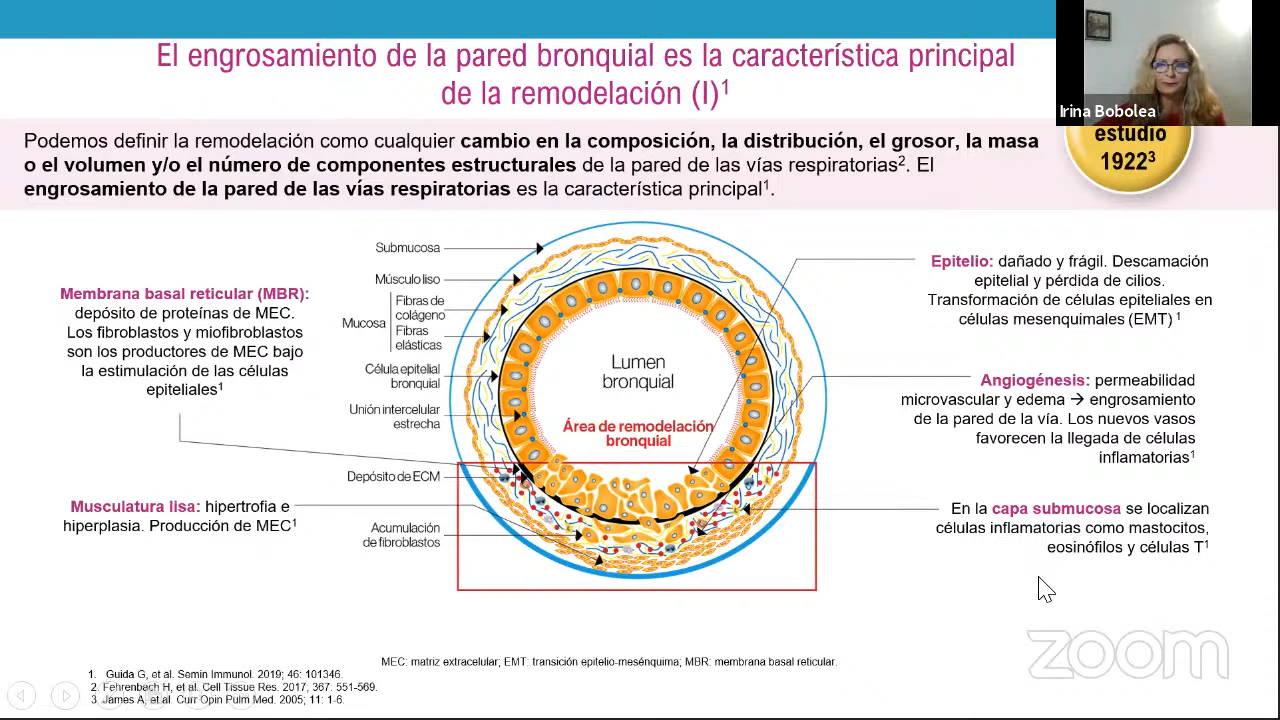 El engrosamiento de la pared bronquial es la característica principal
de la remodelación (I)1
Irina Bobolea
estudio
19223
Podemos definir la remodelación como cualquier cambio en la composición, la distribución, el grosor, la masa
o el volumen y/o el número de componentes estructurales de la pared de las vías respiratorias2. El
engrosamiento de la pared de las vías respiratorias es la característica principal1.
Membrana basal reticular (MBR):
depósito de proteínas de MEC.
Los fibroblastos y miofibroblastos
son los productores de MEC bajo
la estimulación de las células
epiteliales1
Musculatura lisa: hipertrofia e
hiperplasia. Producción de MEC1
Submucosa
Músculo liso
Mucosa
Fibras de
colágeno
Fibras
elásticas
Célula epitelial
bronquial
Unión intercelular
estrecha
Depósito de ECM
Acumulación
de fibroblastos
Lumen
bronquial
Área de remodelación
bronquial
Epitelio: dañado y frágil. Descamación
epitelial y pérdida de cilios.
Transformación de células epiteliales en
células mesenquimales (EMT) 1
Angiogénesis: permeabilidad
microvascular y edema → engrosamiento
de la pared de la vía. Los nuevos vasos
favorecen la llegada de células
inflamatorias1
En la capa submucosa se localizan
células inflamatorias como mastocitos,
eosinófilos y células T1
MEC: matriz extracelular; EMT: transición epitelio-mesénquima; MBR: membrana basal reticular.
1. Guida G, et al. Semin Immunol. 2019; 46: 101346.
2. Fehrenbach H, et al. Cell Tissue Res. 2017; 367: 551-569.
3. James A, et al. Curr Opin Pulm Med. 2005; 11: 1-6.
zoom